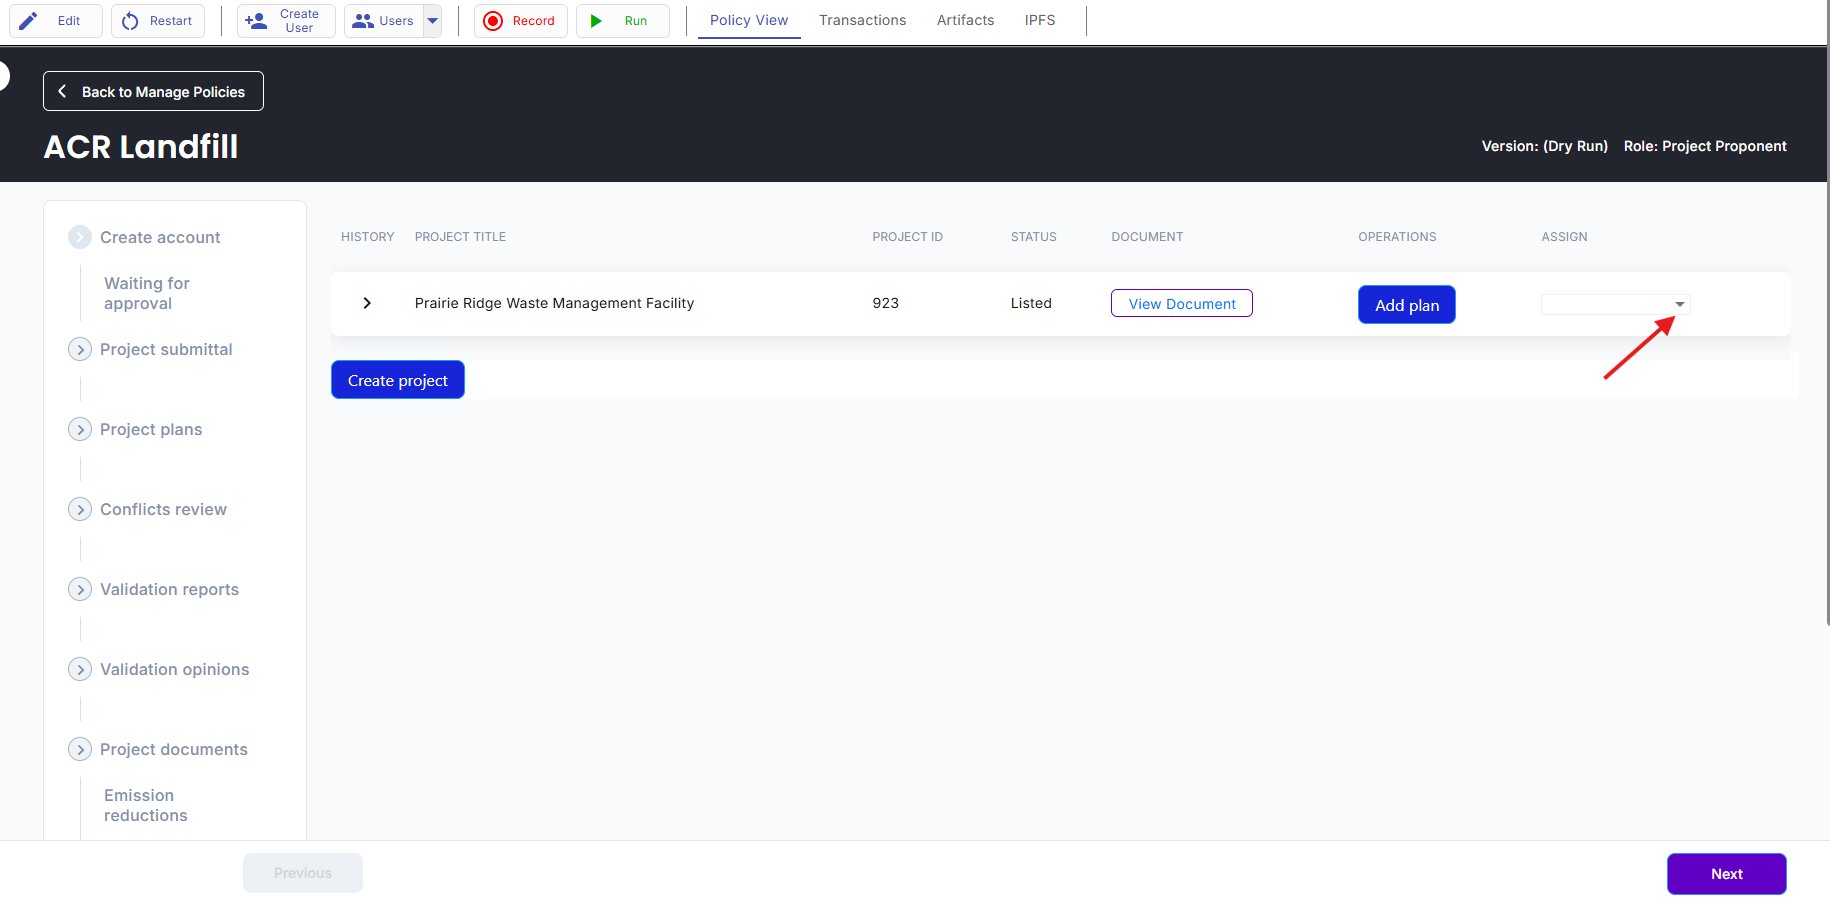 Edit
Restart
Create
User
Users
Record
Run
Policy View
Transactions
Artifacts
IPFS
Back to Manage Policies
ACR Landfill
Version: (Dry Run)
Role: Project Proponent
Create account
Waiting for
approval
Project submittal
Project plans
Conflicts review
Validation reports
Validation opinions
Project documents
Emission
reductions
HISTORY
PROJECT TITLE
PROJECT ID
STATUS
DOCUMENT
OPERATIONS
ASSIGN
Prairie Ridge Waste Management Facility
923
Listed
View Document
Add plan
Create project
Previous
Next